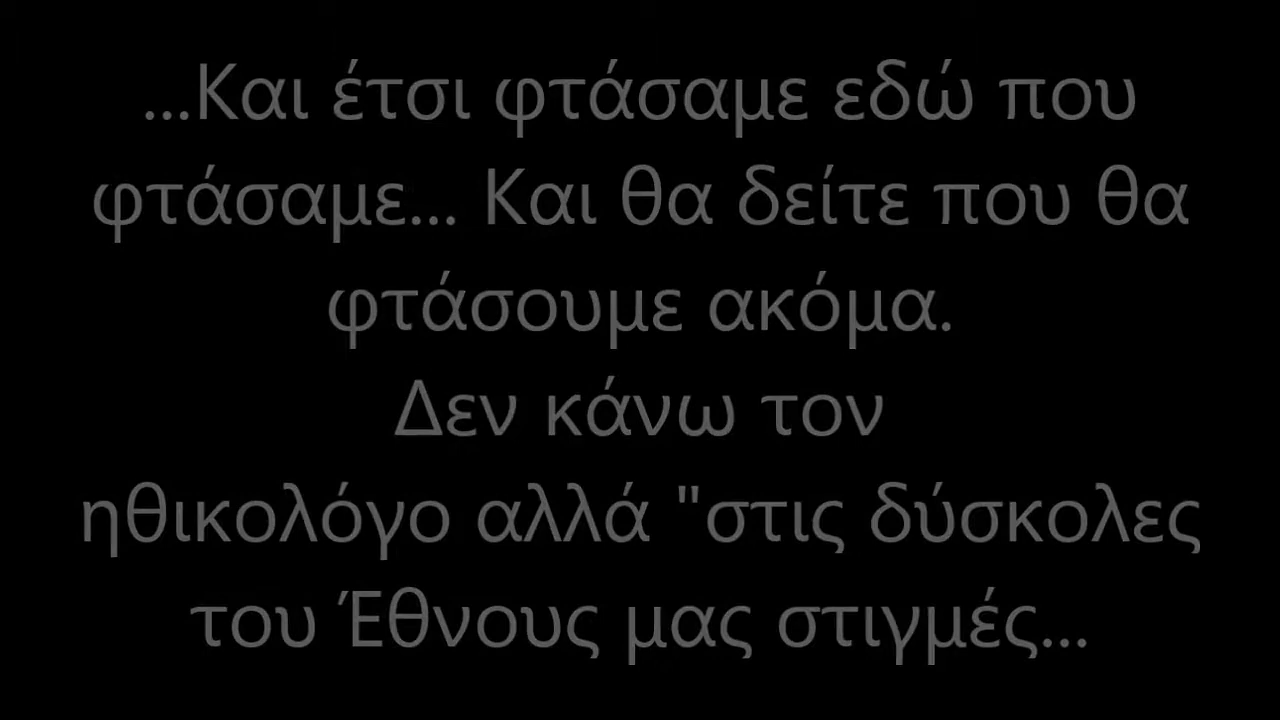 ...Και έτσι φτάσαμε εδώ που
φτάσαμε... Και θα δείτε που θα
φτάσουμε ακόμα.
Δεν κάνω τον
ηθικολόγο αλλά "στις δύσκολες
του Έθνους μας στιγμές...